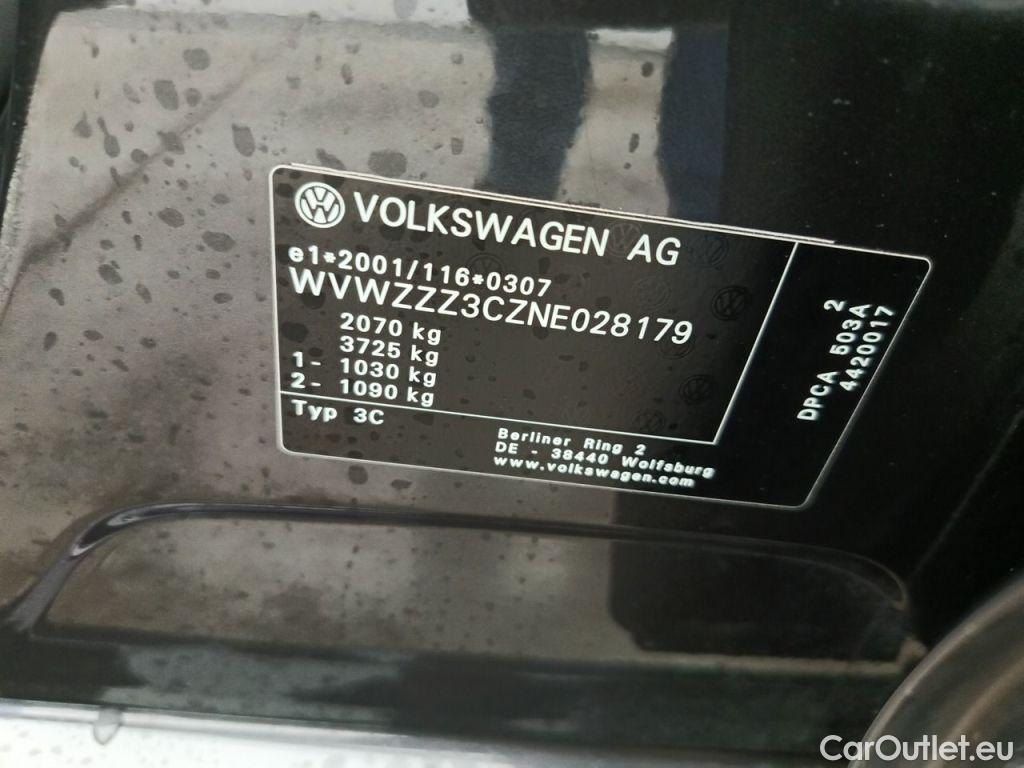 VOLKSWAGEN AG
e1*2001/116*0307
WVWZZZ3CZNE028179
2070 kg
3725 kg
1- 1030 kg
2- 1090 kg
Typ 3C
Berliner Ring 2
DE - 38440 Wolfsburg
www.volkswagen.com
2
DPCA 503A
4420017
CarOutlet.eu